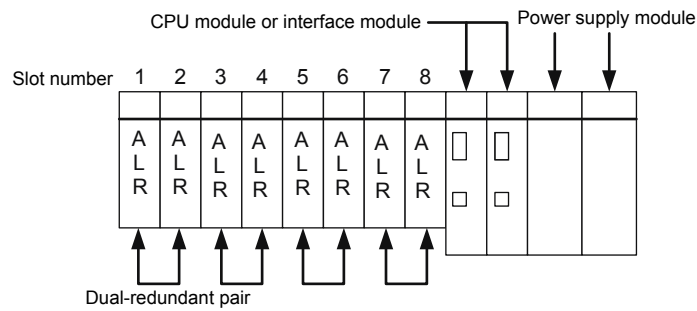 CPU module or interface module
Power supply module
Slot number 1 2 3 4 5 6 7 8
A A A A A A A A
L L L L L L L L
R R R R R R R R
Dual-redundant pair